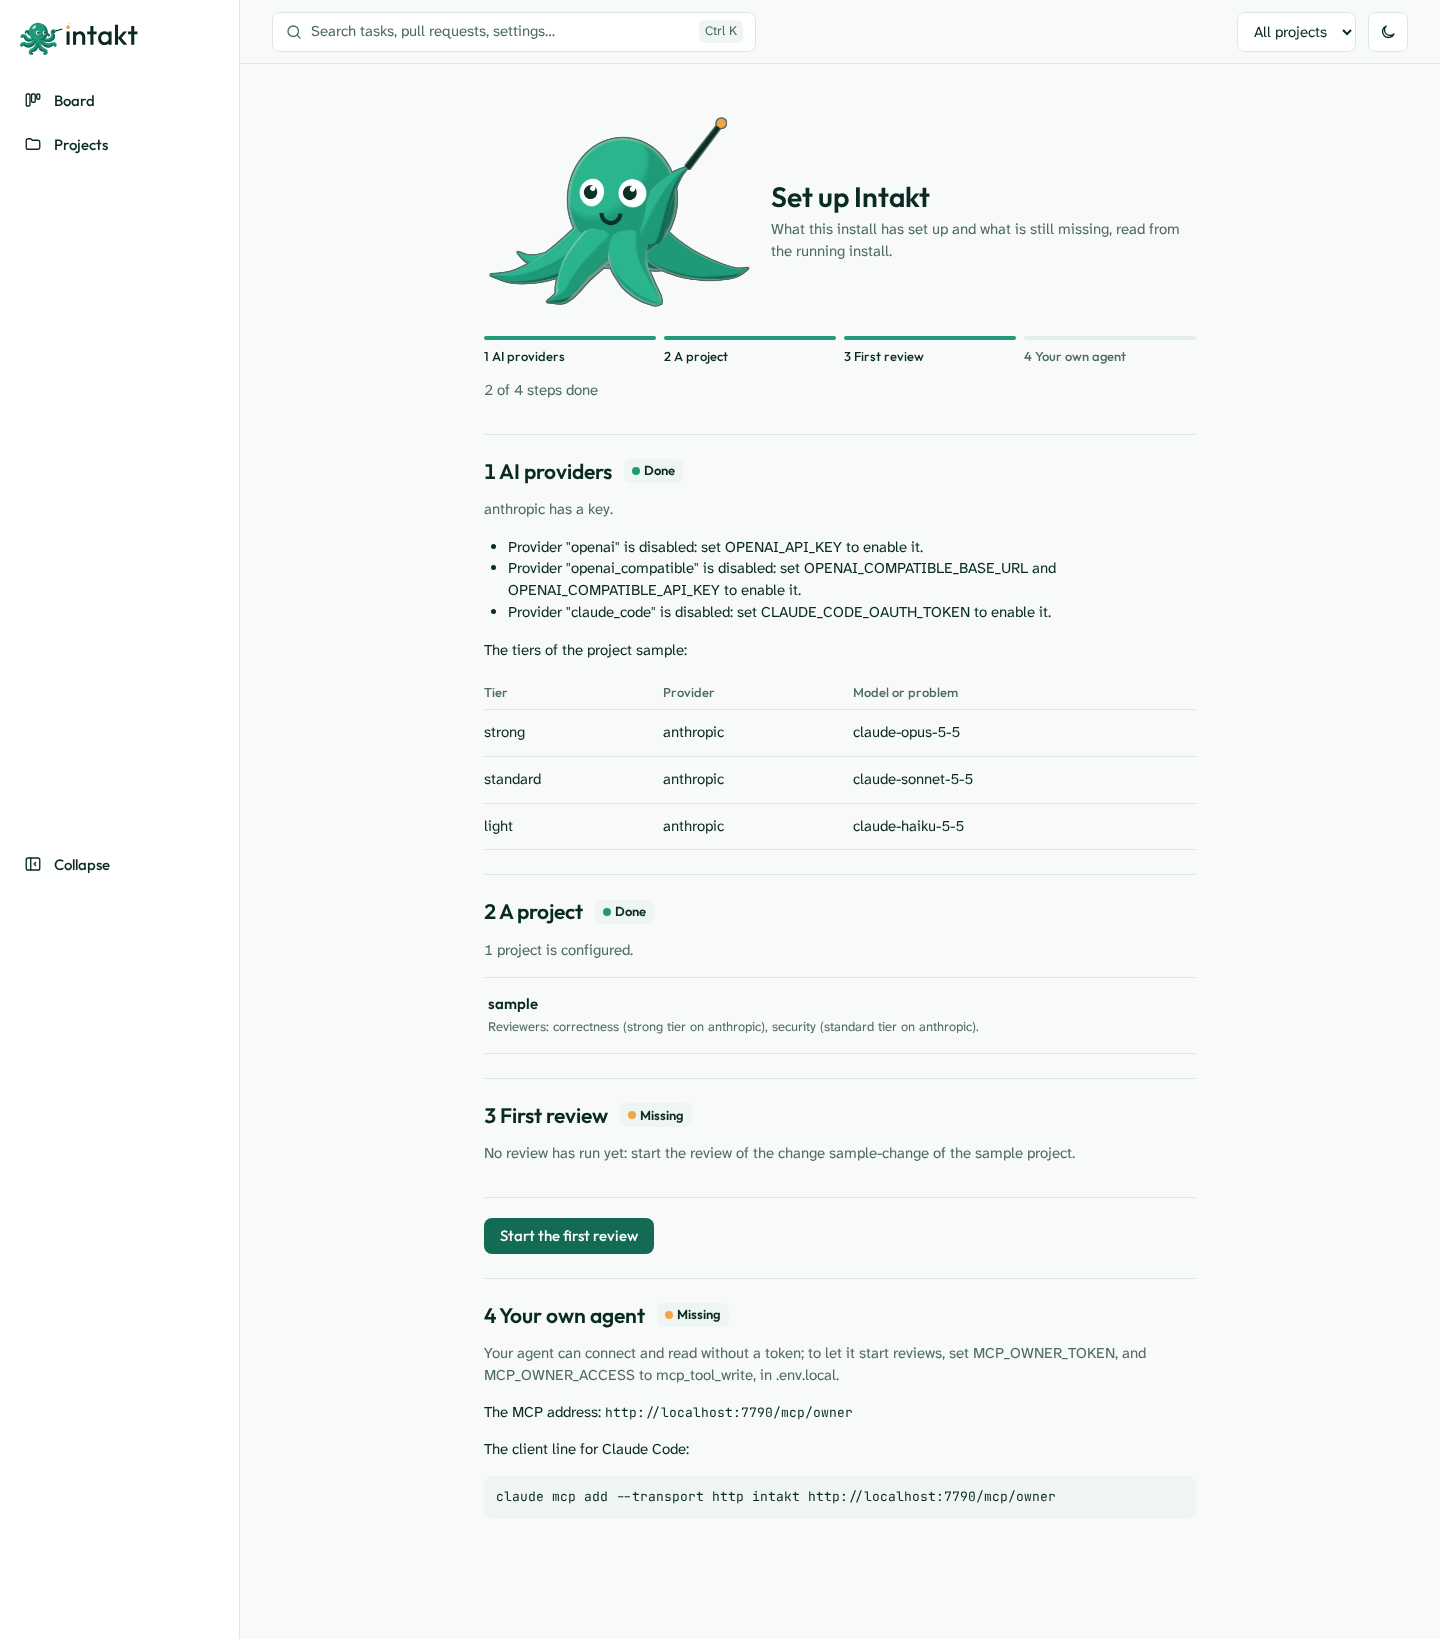 intakt
Search tasks, pull requests, settings...
Ctrl K
All projects
Board
Projects
Collapse
Set up Intakt
What this install has set up and what is still missing, read from
the running install.
1 AI providers
2 A project
3 First review
4 Your own agent
2 of 4 steps done
1 AI providers
Done
anthropic has a key.
Provider "openai" is disabled: set OPENAI_API_KEY to enable it.
Provider "openai_compatible" is disabled: set OPENAI_COMPATIBLE_BASE_URL and
OPENAI_COMPATIBLE_API_KEY to enable it.
Provider "claude_code" is disabled: set CLAUDE_CODE_OAUTH_TOKEN to enable it.
The tiers of the project sample:
Tier Provider Model or problem
strong anthropic claude-opus-5-5
standard anthropic claude-sonnet-5-5
light anthropic claude-haiku-5-5
2 A project
Done
1 project is configured.
sample
Reviewers: correctness (strong tier on anthropic), security (standard tier on anthropic).
3 First review
Missing
No review has run yet: start the review of the change sample-change of the sample project.
Start the first review
4 Your own agent
Missing
Your agent can connect and read without a token; to let it start reviews, set MCP_OWNER_TOKEN, and
MCP_OWNER_ACCESS to mcp_tool_write, in .env.local.
The MCP address: http://localhost:7790/mcp/owner
The client line for Claude Code:
claude mcp add --transport http intakt http://localhost:7790/mcp/owner